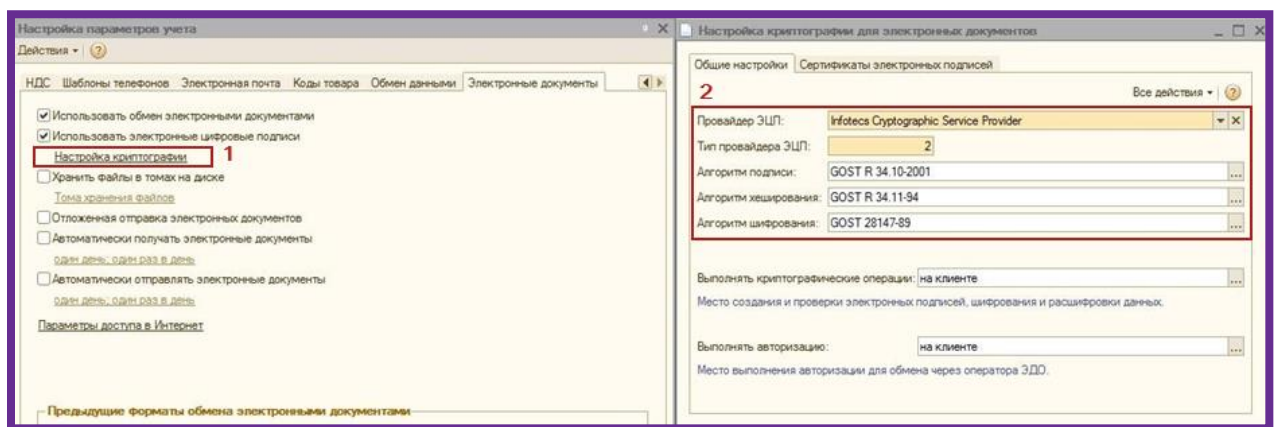 Настройка параметров учета
Действия
НДС Шаблоны телефонов Электронная почта Коды товара Обмен данными Электронные документы
Использовать обмен электронными документами
Использовать электронные цифровые подписи
Настройка криптографии 1
Хранить файлы в томах на диске
Тома хранения файлов
Отложенная отправка электронных документов
Автоматически получать электронные документы
один день; один раз в день
Автоматически отправлять электронные документы
один день; один раз в день
Параметры доступа в Интернет
Предыдущие форматы обмена электронными документами
Настройка криптографии для электронных документов
Общие настройки Сертификаты электронных подписей
2
Все действия
Провайдер ЭЦП: Infotecs Cryptographic Service Provider
Тип провайдера ЭЦП: 2
Алгоритм подписи: GOST R 34.10-2001
Алгоритм хеширования: GOST R 34.11-94
Алгоритм шифрования: GOST 28147-89
Выполнять криптографические операции: на клиенте
Место создания и проверки электронных подписей, шифрования и расшифровки данных.
Выполнять авторизацию: на клиенте
Место выполнения авторизации для обмена через оператора ЭДО.